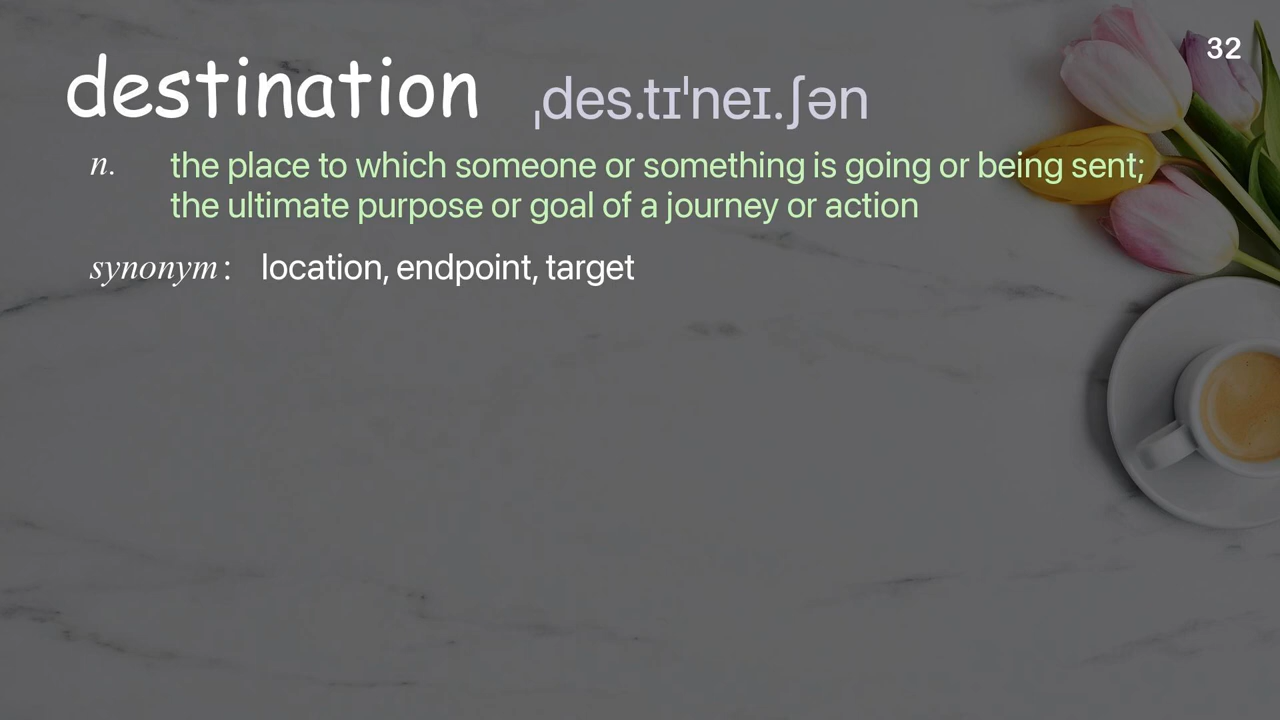 32
destination ˌdes.tɪˈneɪ.ʃən
n. the place to which someone or something is going or being sent;
the ultimate purpose or goal of a journey or action
synonym : location, endpoint, target